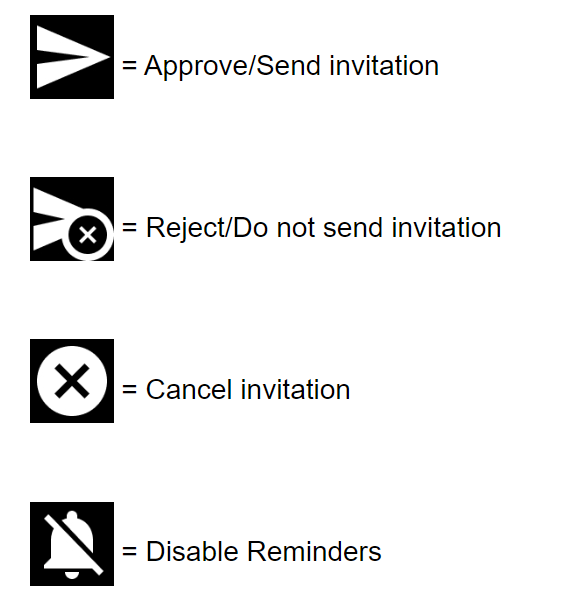 = Approve/Send invitation
= Reject/Do not send invitation
= Cancel invitation
= Disable Reminders